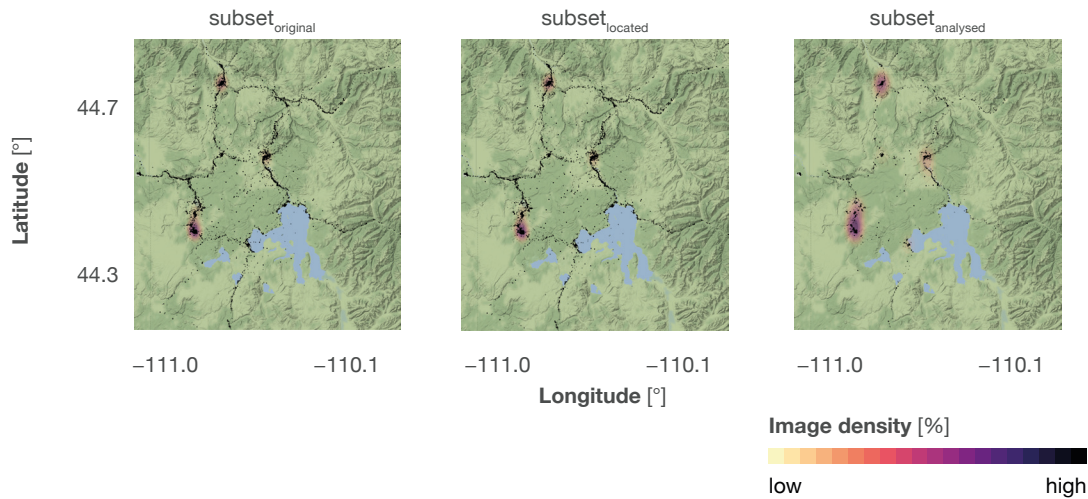 subset_original subset_located subset_analysed
Latitude [°]
44.7
44.3
−111.0 −110.1 −111.0 −110.1 −111.0 −110.1
Longitude [°]
Image density [%]
low high